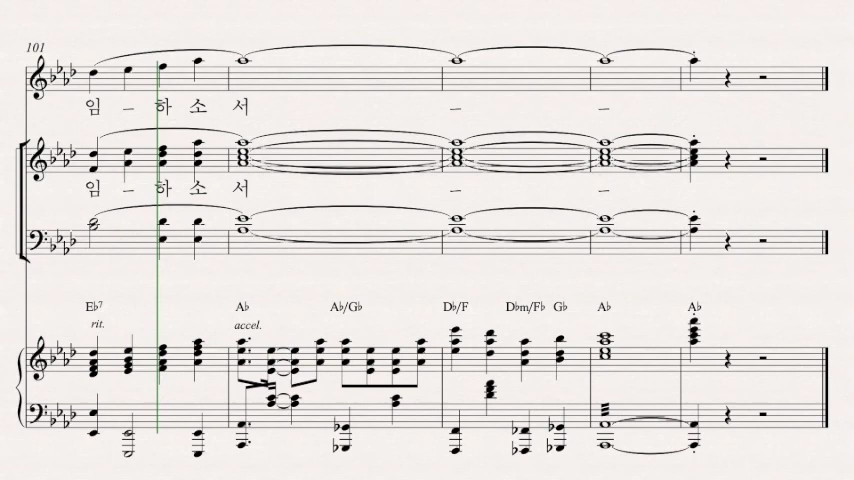 101
임 – 하 소 서 – –
임 – 하 소 서 – –
E♭7 A♭ A♭/G♭ D♭/F D♭m/F♭ G♭ A♭ A♭
rit. accel.